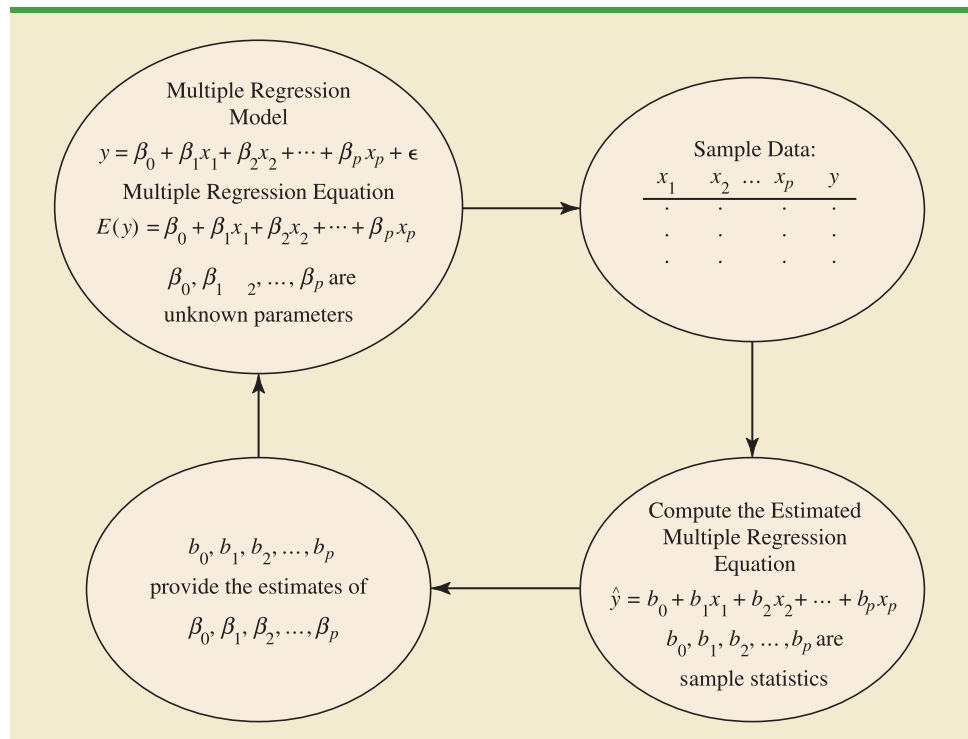 Multiple Regression
Model
y = β₀ + β₁x₁ + β₂x₂ + ··· + βₚxₚ + ϵ
Multiple Regression Equation
E(y) = β₀ + β₁x₁ + β₂x₂ + ··· + βₚxₚ
β₀, β₁ ₂, ..., βₚ are
unknown parameters
Sample Data:
x₁ x₂ ... xₚ y
. . . .
. . . .
. . . .
Compute the Estimated
Multiple Regression
Equation
ŷ = b₀ + b₁x₁ + b₂x₂ + ··· + bₚxₚ
b₀, b₁, b₂, ..., bₚ are
sample statistics
b₀, b₁, b₂, ..., bₚ
provide the estimates of
β₀, β₁, β₂, ..., βₚ